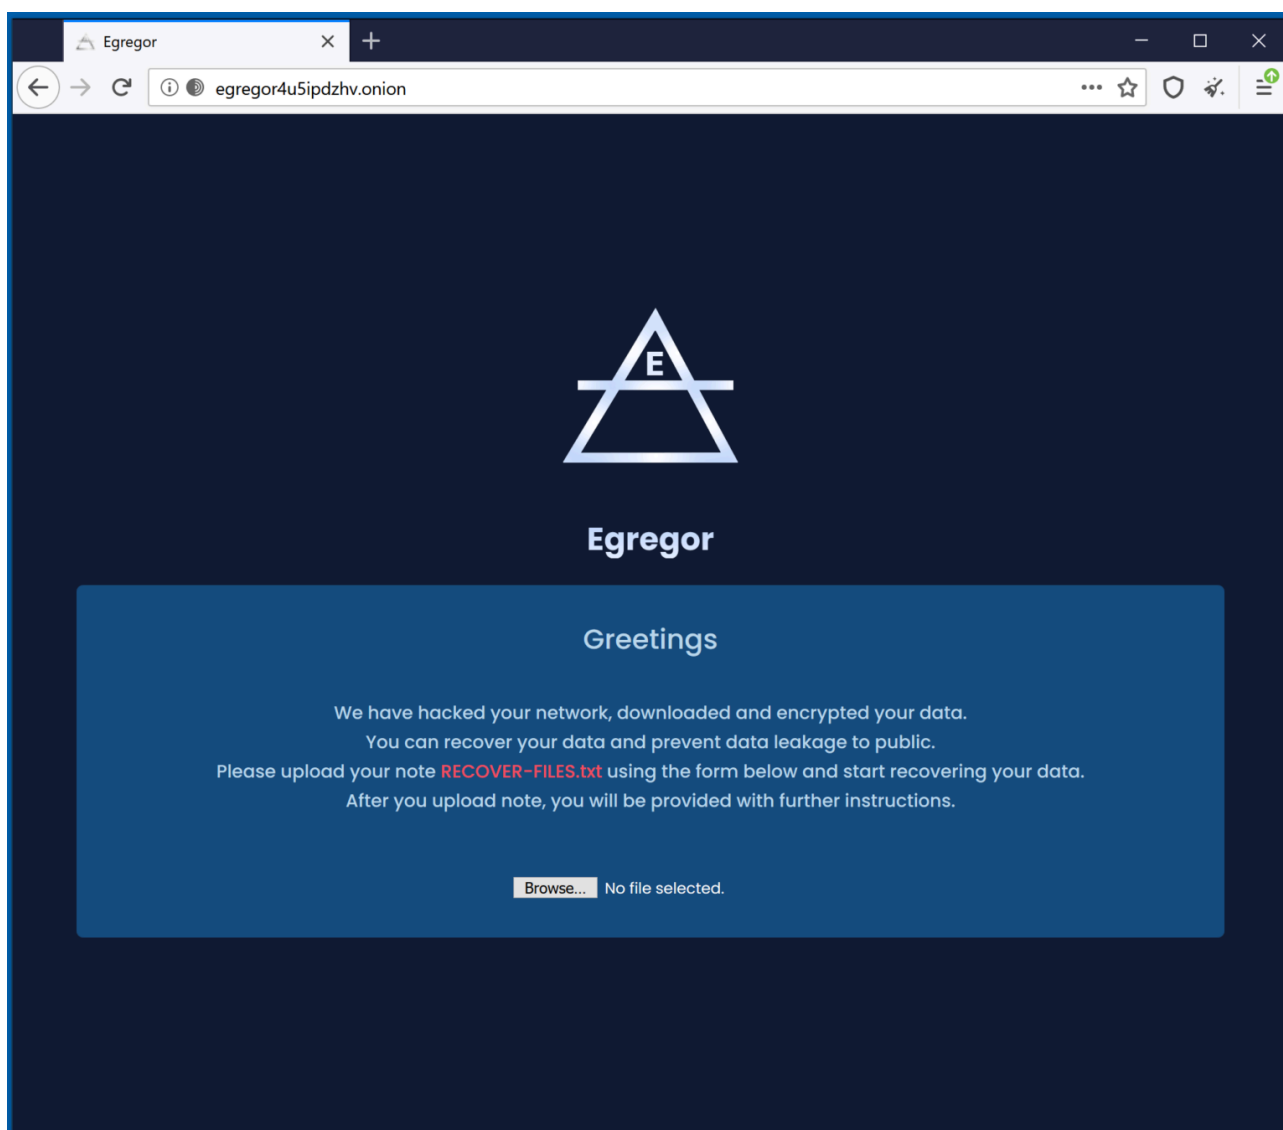 Egregor
egregor4u5ipdzhv.onion
E
Egregor
Greetings
We have hacked your network, downloaded and encrypted your data.
You can recover your data and prevent data leakage to public.
Please upload your note RECOVER-FILES.txt using the form below and start recovering your data.
After you upload note, you will be provided with further instructions.
Browse... No file selected.